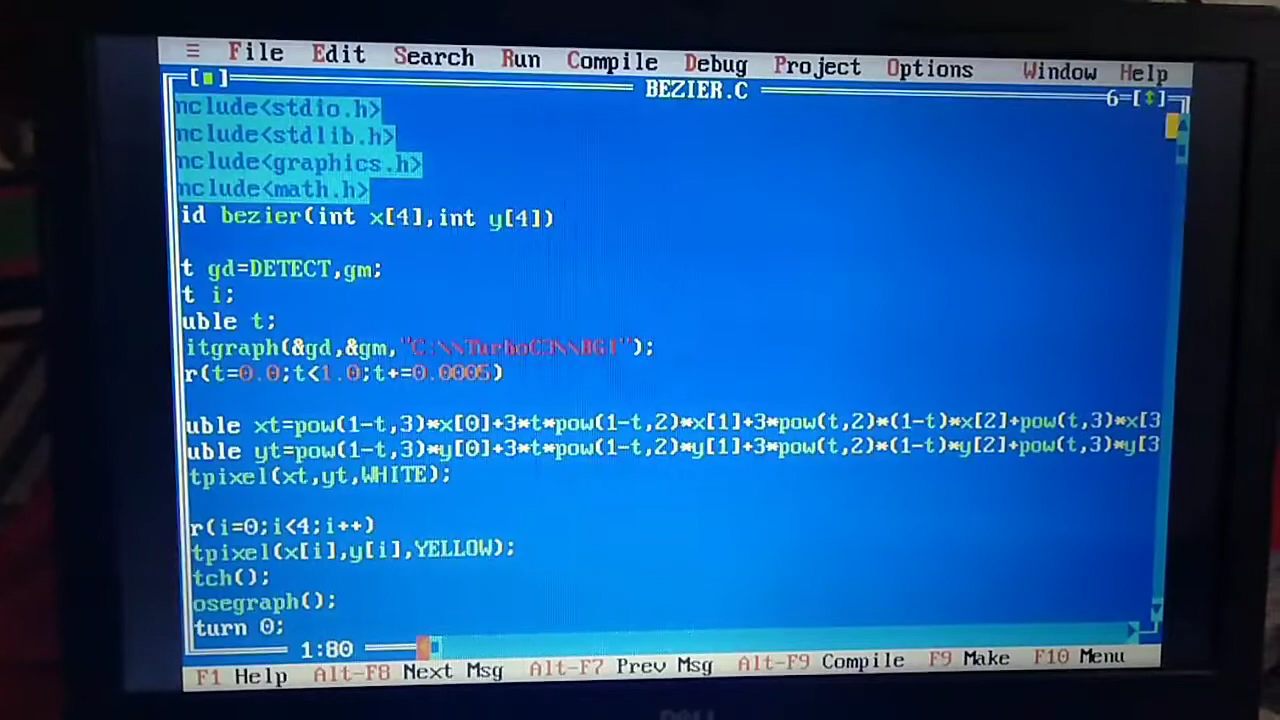 ≡ File Edit Search Run Compile Debug Project Options Window Help
[■] BEZIER.C 6=[↕]
nclude<stdio.h>
nclude<stdlib.h>
nclude<graphics.h>
nclude<math.h>
id bezier(int x[4],int y[4])
t gd=DETECT,gm;
t i;
uble t;
itgraph(&gd,&gm,"C:\\TurboC3\\BGI");
r(t=0.0;t<1.0;t+=0.0005)
uble xt=pow(1-t,3)*x[0]+3*t*pow(1-t,2)*x[1]+3*pow(t,2)*(1-t)*x[2]+pow(t,3)*x[3
uble yt=pow(1-t,3)*y[0]+3*t*pow(1-t,2)*y[1]+3*pow(t,2)*(1-t)*y[2]+pow(t,3)*y[3
tpixel(xt,yt,WHITE);
r(i=0;i<4;i++)
tpixel(x[i],y[i],YELLOW);
tch();
osegraph();
turn 0;
1:80
F1 Help Alt-F8 Next Msg Alt-F7 Prev Msg Alt-F9 Compile F9 Make F10 Menu
DELL